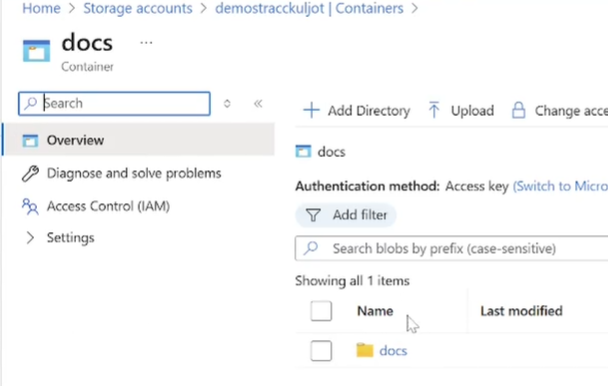 Home > Storage accounts > demostracckuljot | Containers >
docs ...
Container
Search
Overview
Diagnose and solve problems
Access Control (IAM)
Settings
Add Directory Upload Change
docs
Authentication method: Access key (Switch to
Add filter
Search blobs by prefix (case-sensitive)
Showing all 1 items
Name Last modified
docs